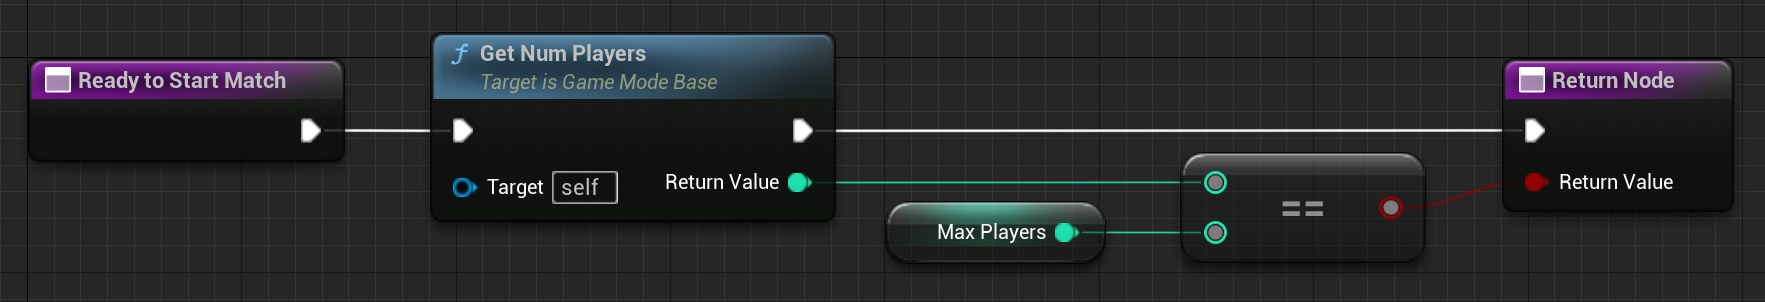 Ready to Start Match
f Get Num Players
Target is Game Mode Base
Target self
Return Value
Max Players
==
Return Node
Return Value